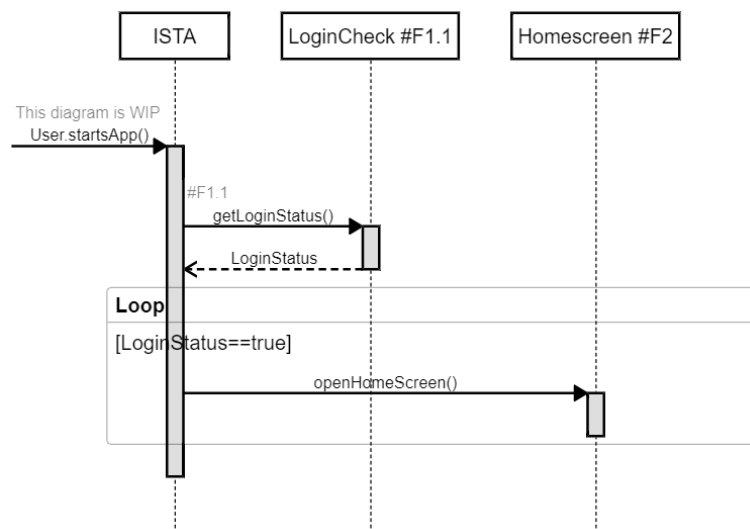 ISTA
LoginCheck #F1.1
Homescreen #F2
This diagram is WIP
User.startsApp()
#F1.1
getLoginStatus()
LoginStatus
Loop
[LoginStatus==true]
openHomeScreen()